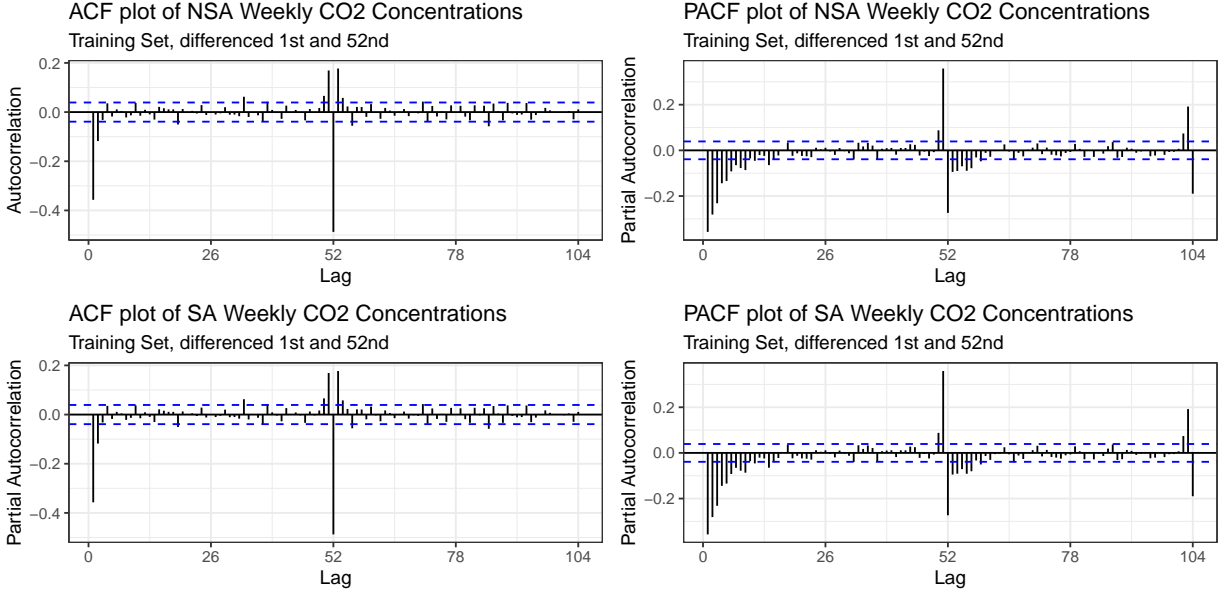 ACF plot of NSA Weekly CO2 Concentrations
Training Set, differenced 1st and 52nd
Autocorrelation
0.2
0.0
−0.2
−0.4
0
26
52
78
104
Lag
PACF plot of NSA Weekly CO2 Concentrations
Training Set, differenced 1st and 52nd
Partial Autocorrelation
0.2
0.0
−0.2
0
26
52
78
104
Lag
ACF plot of SA Weekly CO2 Concentrations
Training Set, differenced 1st and 52nd
Partial Autocorrelation
0.2
0.0
−0.2
−0.4
0
26
52
78
104
Lag
PACF plot of SA Weekly CO2 Concentrations
Training Set, differenced 1st and 52nd
Partial Autocorrelation
0.2
0.0
−0.2
0
26
52
78
104
Lag